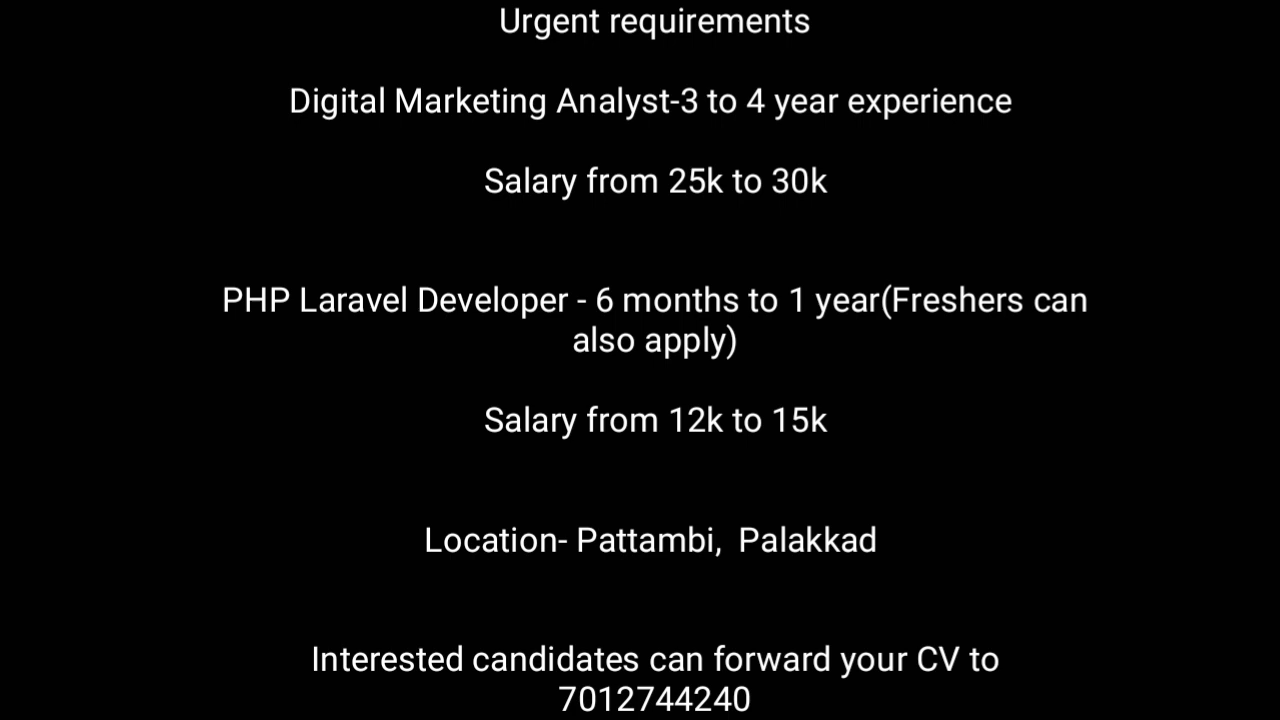 Urgent requirements
Digital Marketing Analyst-3 to 4 year experience
Salary from 25k to 30k
PHP Laravel Developer - 6 months to 1 year(Freshers can
also apply)
Salary from 12k to 15k
Location- Pattambi,  Palakkad
Interested candidates can forward your CV to
7012744240